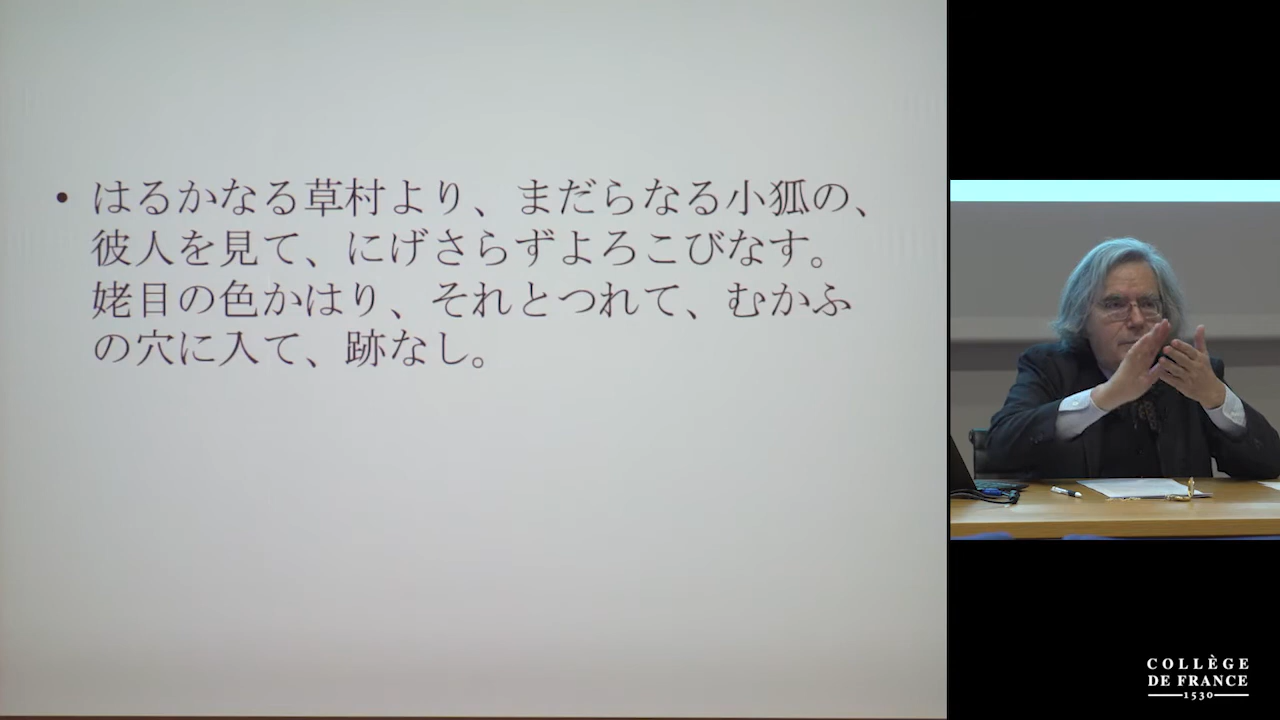 • はるかなる草村より、まだらなる小狐の、
彼人を見て、にげさらずよろこびなす。
姥目の色かはり、それとつれて、むかふ
の穴に入て、跡なし。
COLLÈGE
DE FRANCE
1530